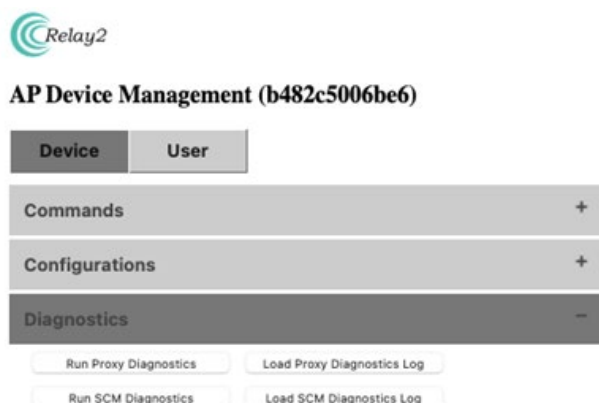 Relay2
AP Device Management (b482c5006be6)
Device User
Commands +
Configurations +
Diagnostics −
Run Proxy Diagnostics Load Proxy Diagnostics Log
Run SCM Diagnostics Load SCM Diagnostics Log